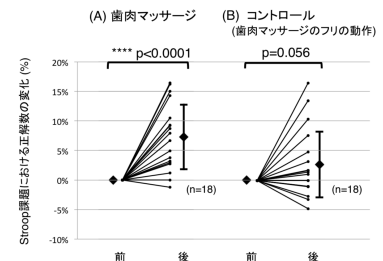 (A) 歯肉マッサージ
(B) コントロール
(歯肉マッサージのフリの動作)
**** p<0.0001
p=0.056
Stroop課題における正解数の変化 (%)
20%
15%
10%
5%
0%
-5%
-10%
(n=18)
(n=18)
前
後
前
後